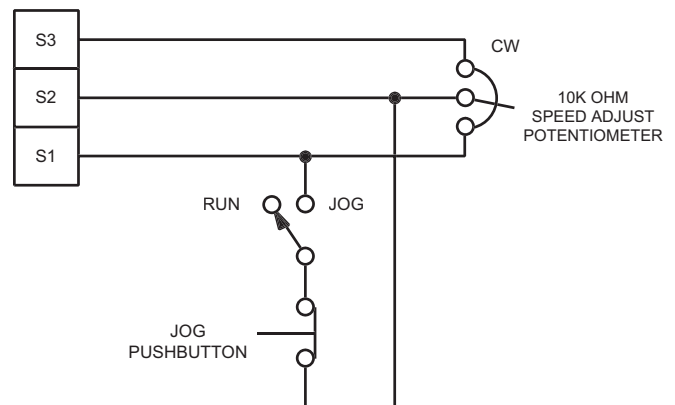 S3
CW
S2
10K OHM
SPEED ADJUST
POTENTIOMETER
S1
RUN
JOG
JOG
PUSHBUTTON